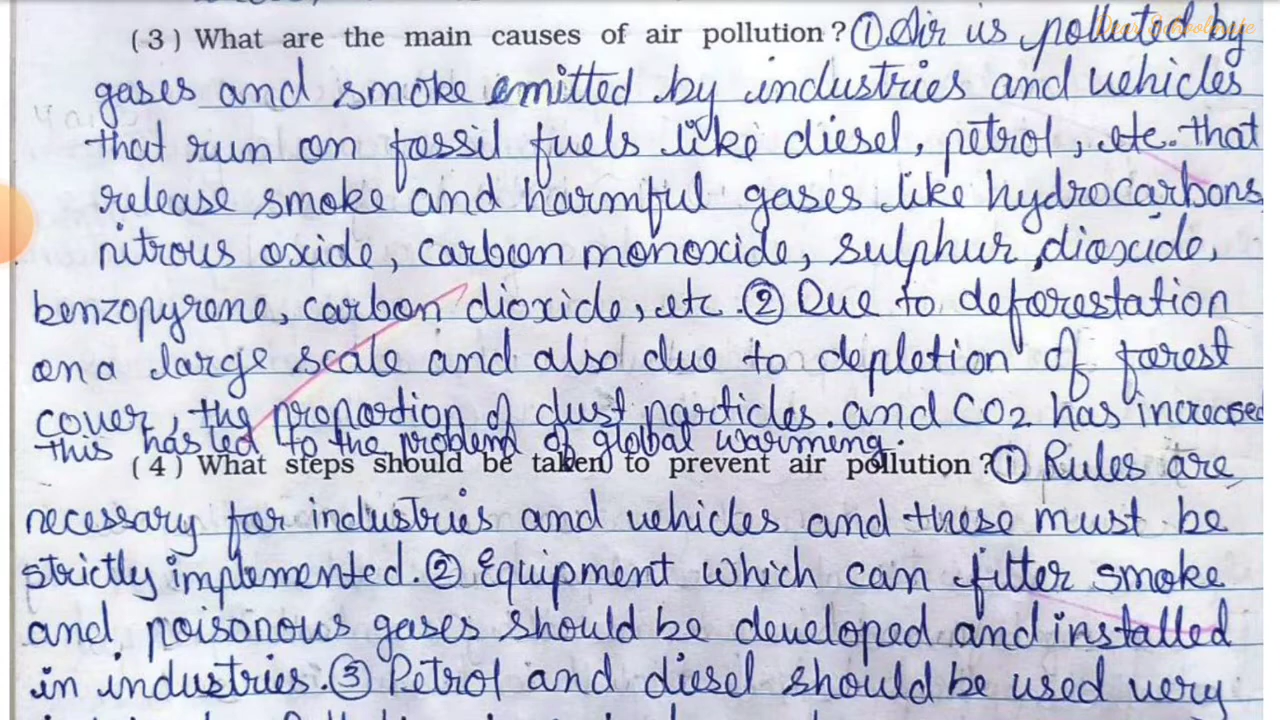 Dear Schoolmate
(3) What are the main causes of air pollution? ① Air is polluted by
gases and smoke emitted by industries and vehicles
that run on fossil fuels like diesel, petrol, etc. that
release smoke and harmful gases like hydrocarbons
nitrous oxide, carbon monoxide, sulphur dioxide,
benzopyrene, carbon dioxide, etc. ② Due to deforestation
on a large scale and also due to depletion of forest
cover, the proportion of dust particles and CO2 has increased
this has led to the problem of global warming.
(4) What steps should be taken to prevent air pollution? ① Rules are
necessary for industries and vehicles and these must be
strictly implemented. ② Equipment which can filter smoke
and poisonous gases should be developed and installed
in industries. ③ Petrol and diesel should be used very